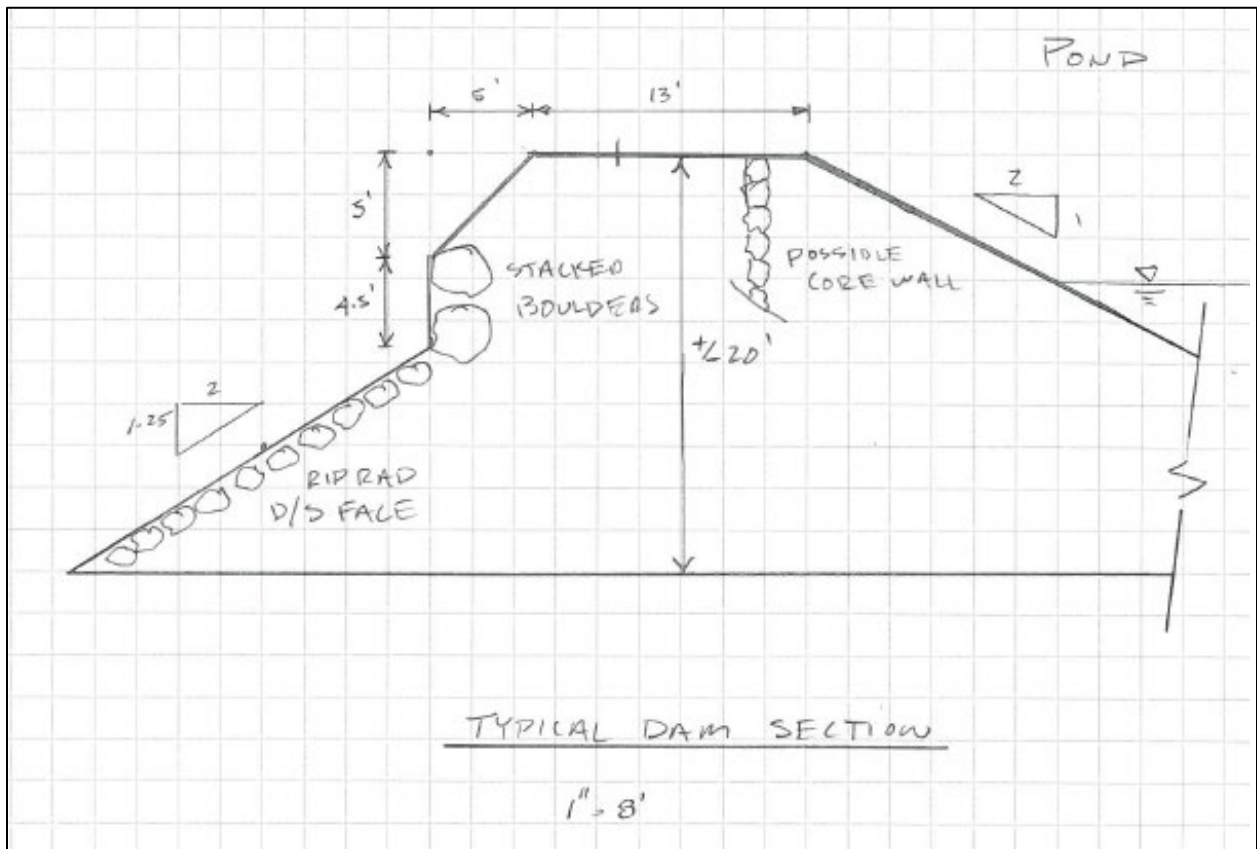 POND
5'
13'
5'
2
1
STACKED
BOULDERS
POSSIBLE
CORE WALL
4.5'
+/- 20'
2
1.25
RIPRAP
D/S FACE
TYPICAL DAM SECTION
1" = 8'